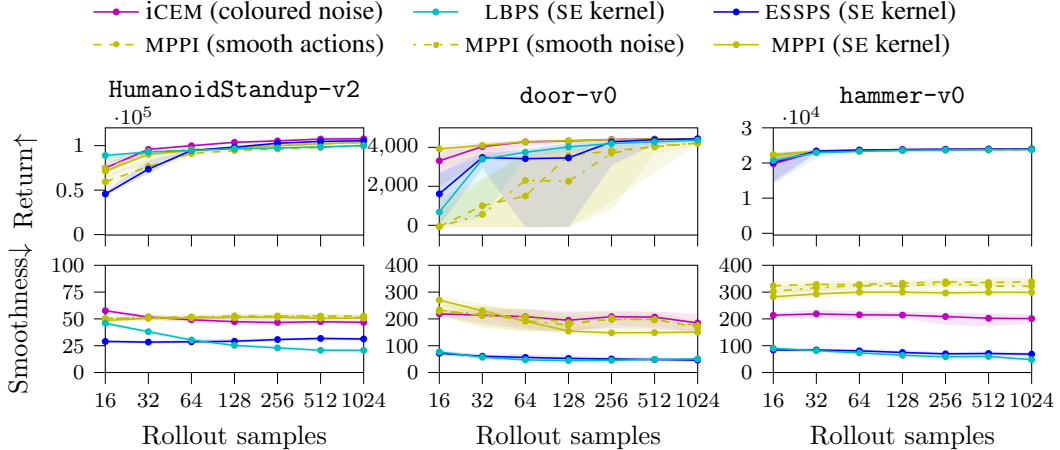 iCEM (coloured noise) LBPS (SE kernel) ESSPS (SE kernel)
MPPI (smooth actions) MPPI (smooth noise) MPPI (SE kernel)
HumanoidStandup-v2 door-v0 hammer-v0
Return↑
·10^5
1
0.5
0
4,000
2,000
0
·10^4
3
2
1
0
Smoothness↓
100
75
50
25
0
16 32 64 128 256 512 1024
Rollout samples
400
300
200
100
0
16 32 64 128 256 512 1024
Rollout samples
400
300
200
100
0
16 32 64 128 256 512 1024
Rollout samples